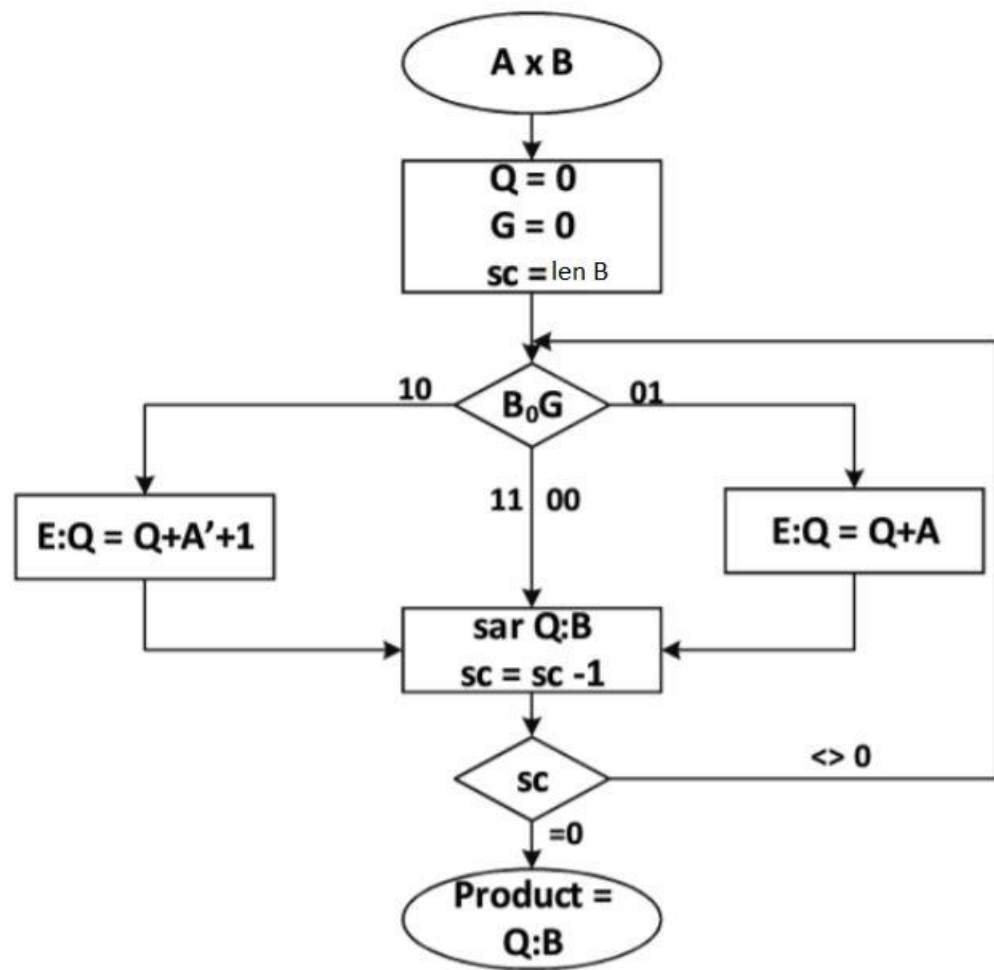 A x B
Q = 0
G = 0
sc = len B
10
B₀G
01
11 00
E:Q = Q+A’+1
E:Q = Q+A
sar Q:B
sc = sc -1
sc
<> 0
=0
Product =
Q:B